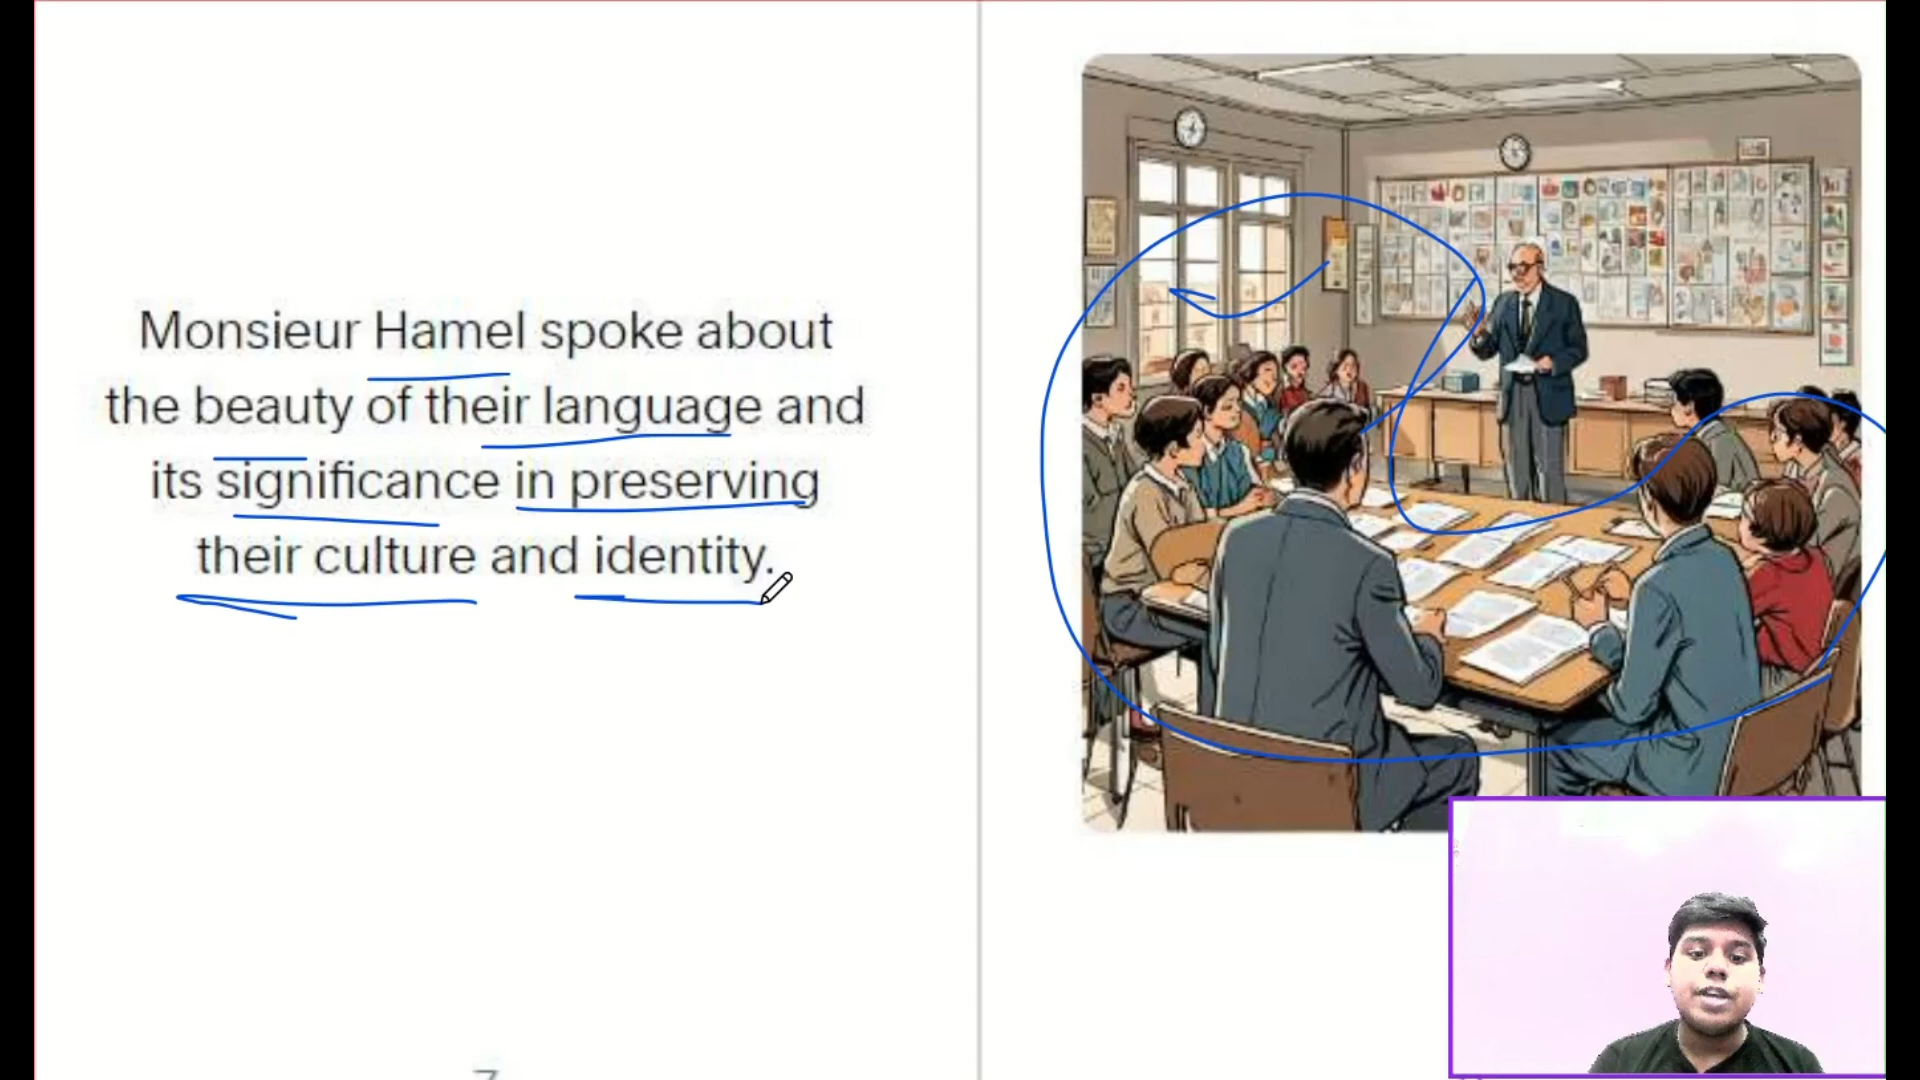 Monsieur Hamel spoke about
the beauty of their language and
its significance in preserving
their culture and identity.